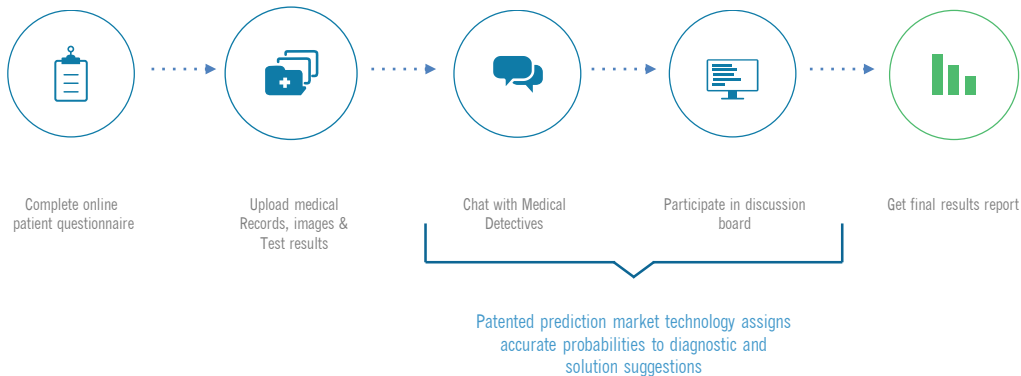 Complete online
patient questionnaire
Upload medical
Records, images &
Test results
Chat with Medical
Detectives
Participate in discussion
board
Get final results report
Patented prediction market technology assigns
accurate probabilities to diagnostic and
solution suggestions